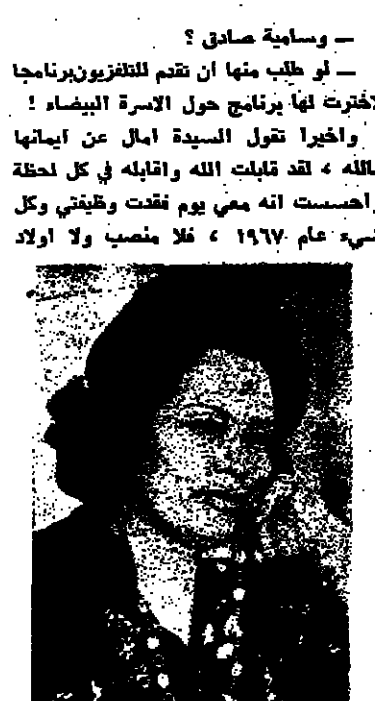 — وسامية صادق ؟
— لو طلب منها ان تقدم للتلفزيون برنامجا
لاخترت لها برنامج حول الاسرة البيضاء !
واخيرا تقول السيدة امال عن ايمانها
بالله ، لقد قابلت الله واقابله في كل لحظة
واحسست انه معي يوم فقدت وظيفتي وكل
شيء عام ١٩٦٧ ، فلا منصب ولا اولاد